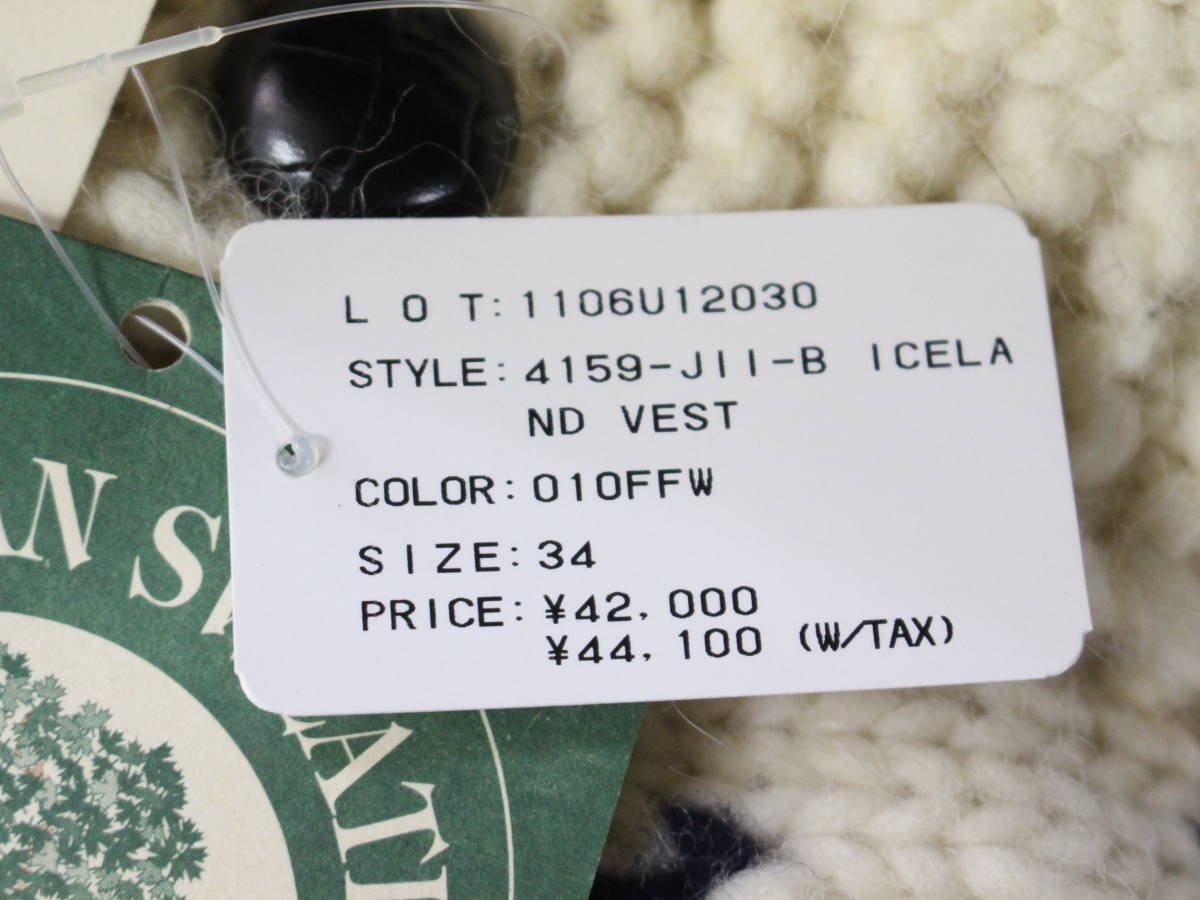 L O T: 1106U12030
STYLE: 4159-JII-B ICELA
ND VEST
COLOR: 010FFW
SIZE: 34
PRICE: ¥42,000
¥44,100 (W/TAX)